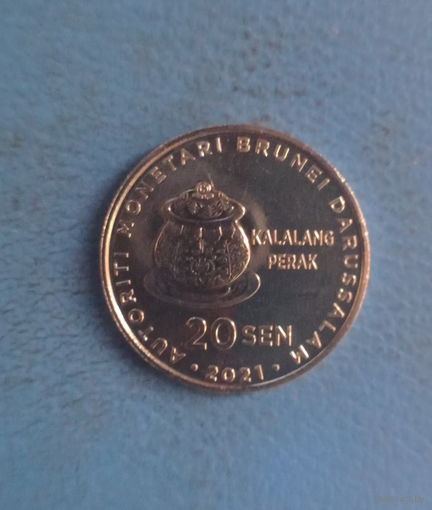 AUTORITI MONETARI BRUNEI DARUSSALAM
KALALANG
PERAK
20 SEN
· 2021 ·